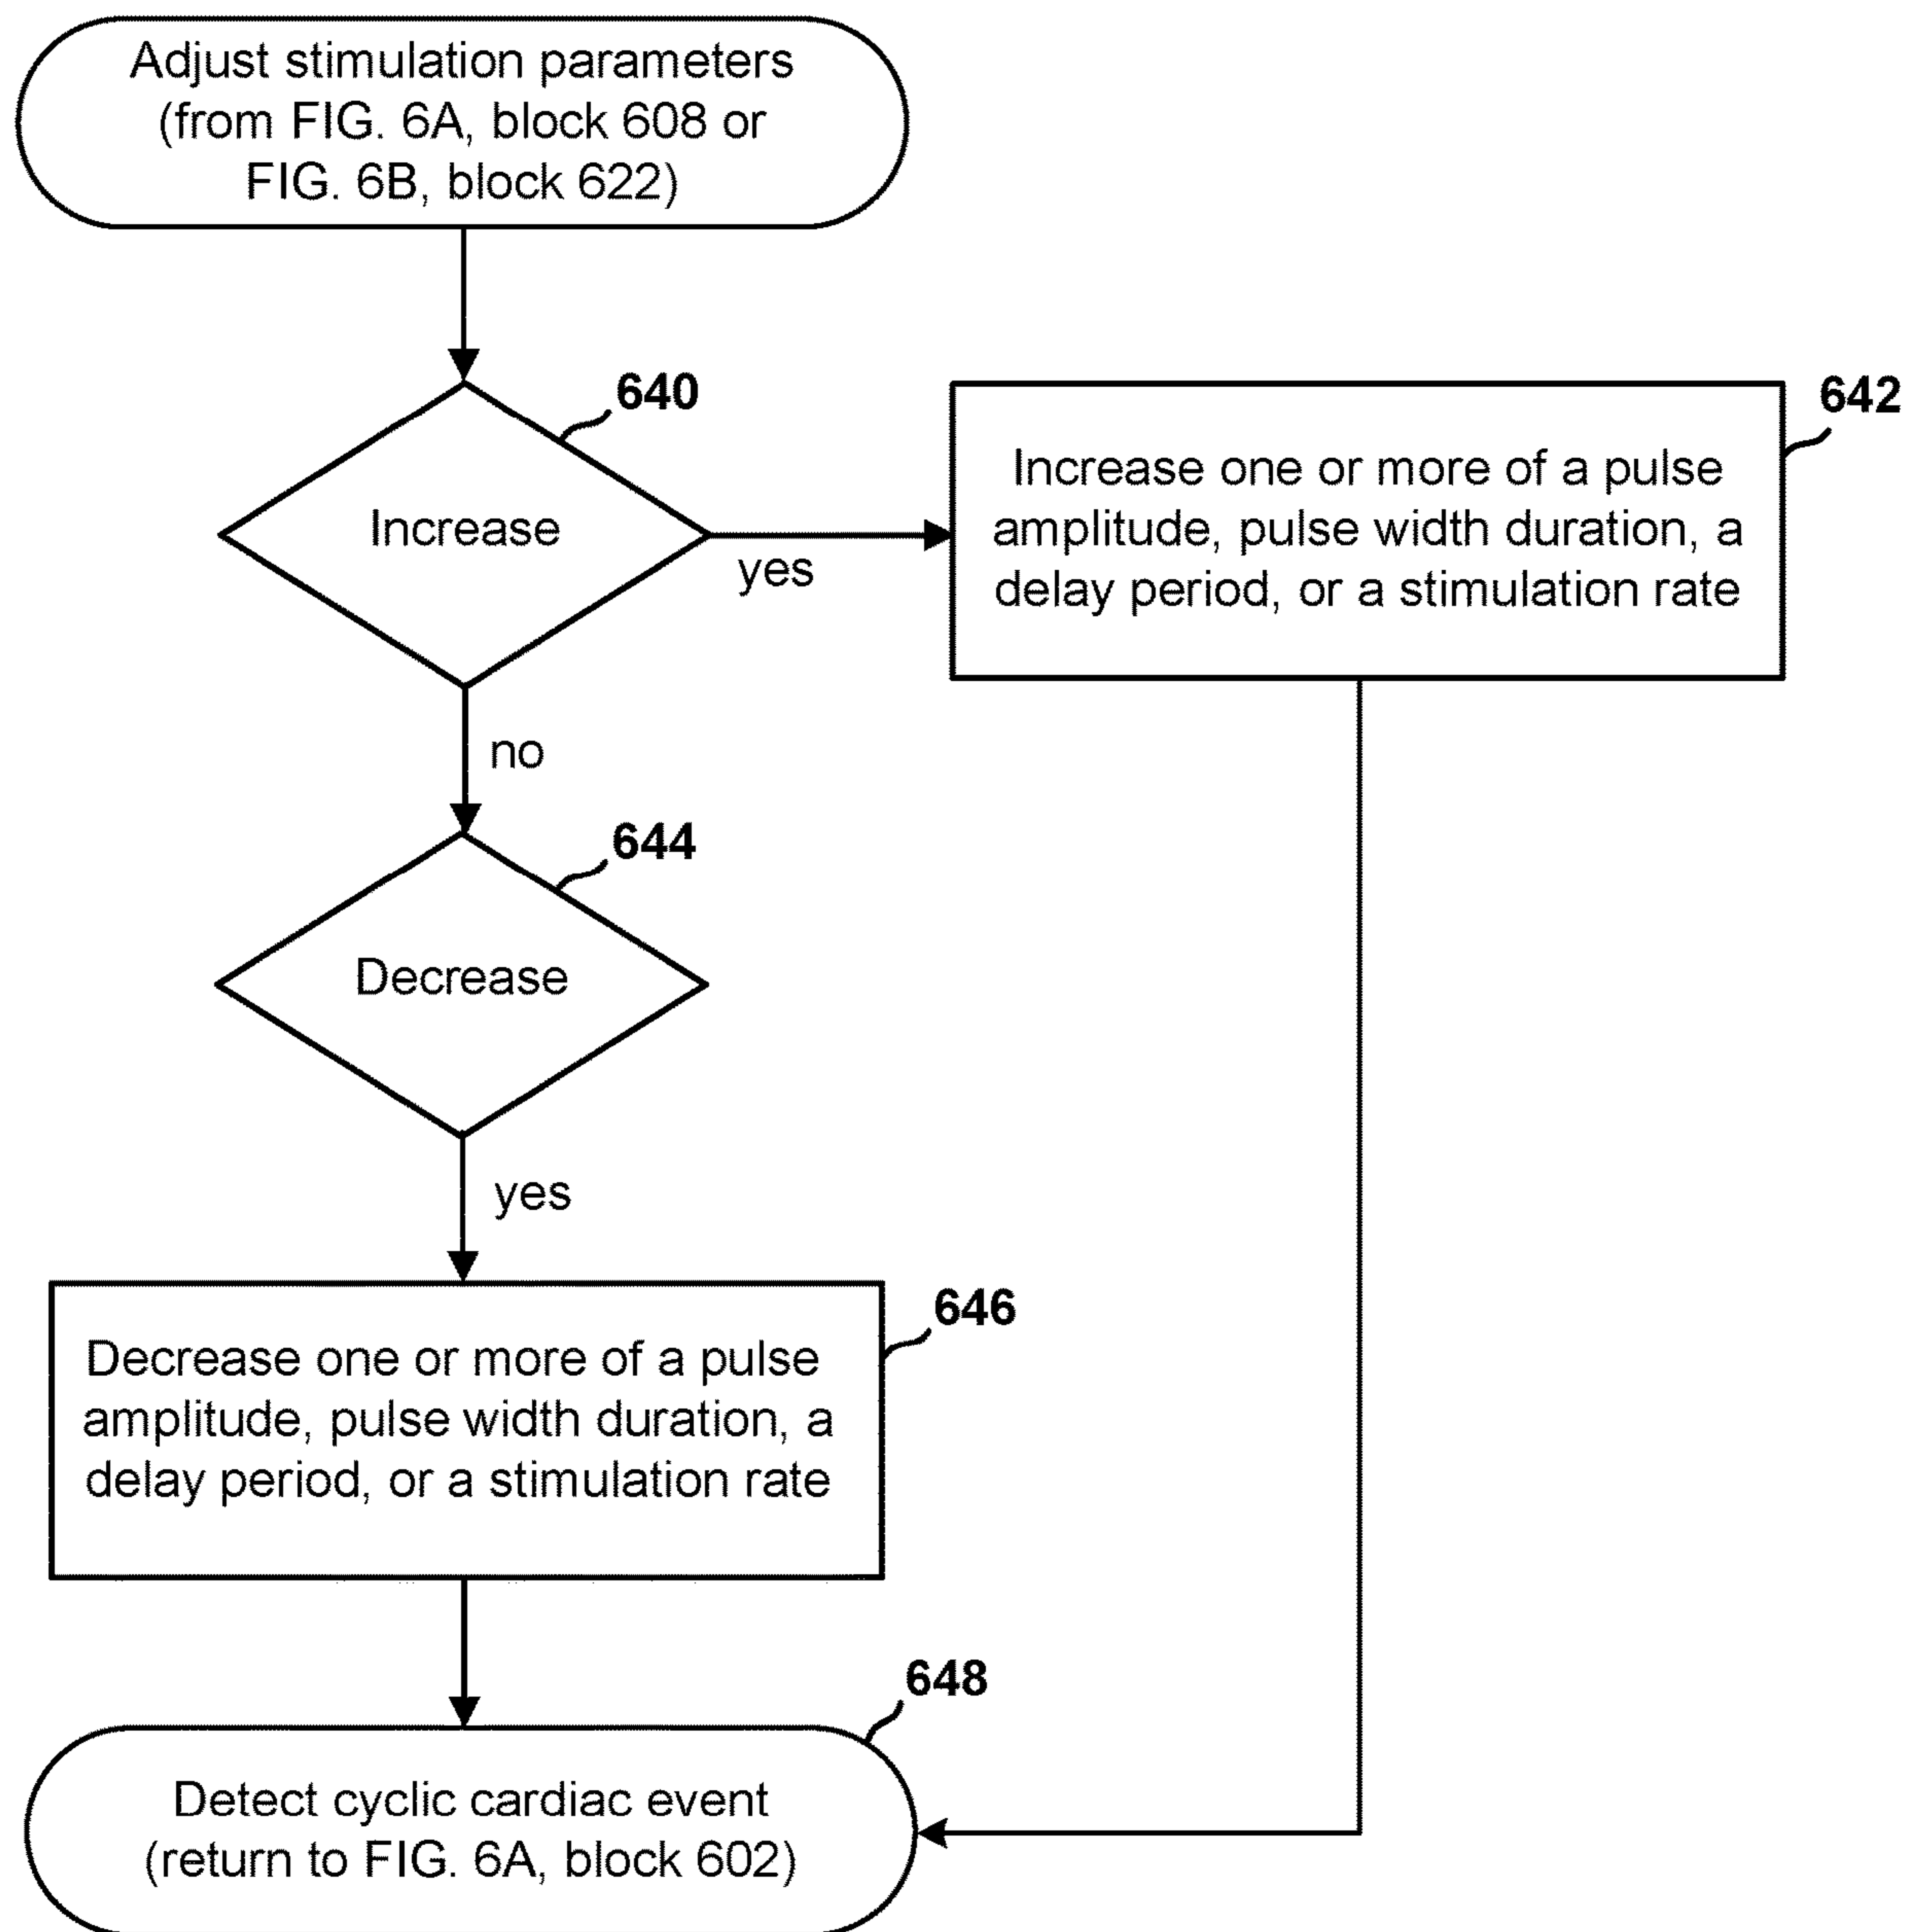 Adjust stimulation parameters
(from FIG. 6A, block 608 or
FIG. 6B, block 622)
640
Increase
yes
642
Increase one or more of a pulse
amplitude, pulse width duration, a
delay period, or a stimulation rate
no
644
Decrease
yes
646
Decrease one or more of a pulse
amplitude, pulse width duration, a
delay period, or a stimulation rate
648
Detect cyclic cardiac event
(return to FIG. 6A, block 602)